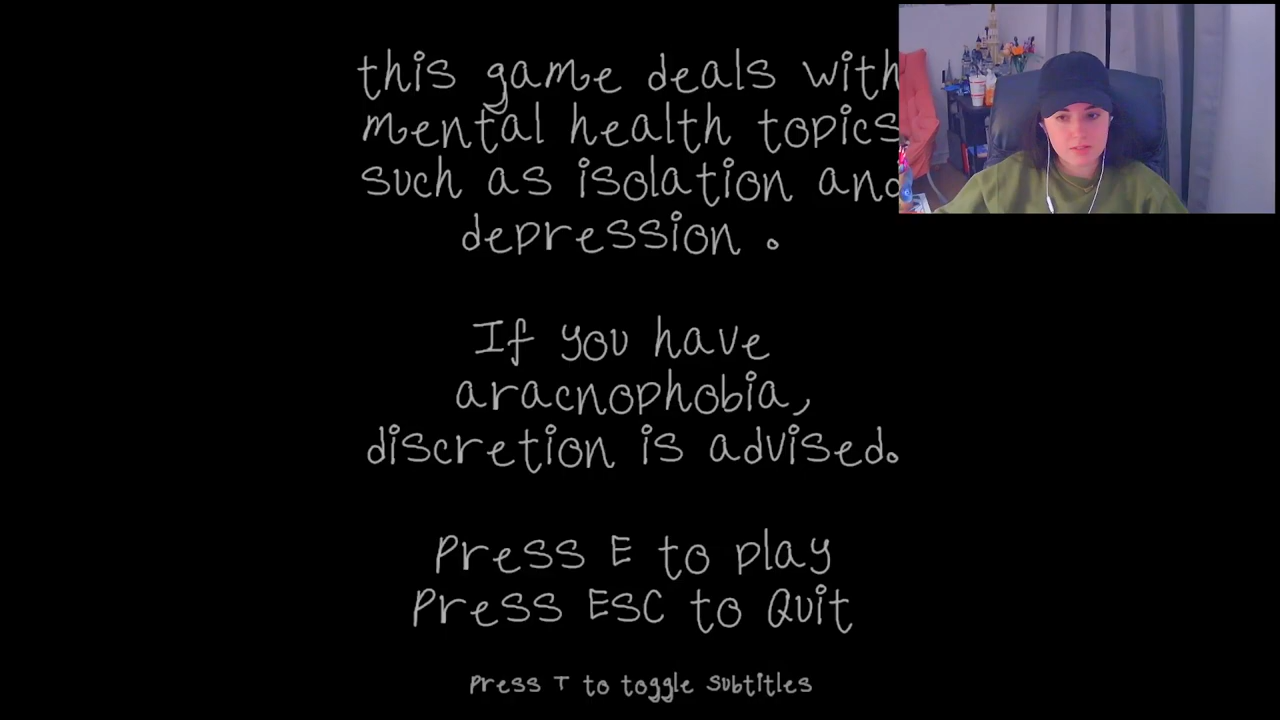 this game deals with
mental health topics
such as isolation and
depression .
If you have
aracnophobia,
discretion is advised.
Press E to play
Press ESC to Quit
Press T to toggle Subtitles